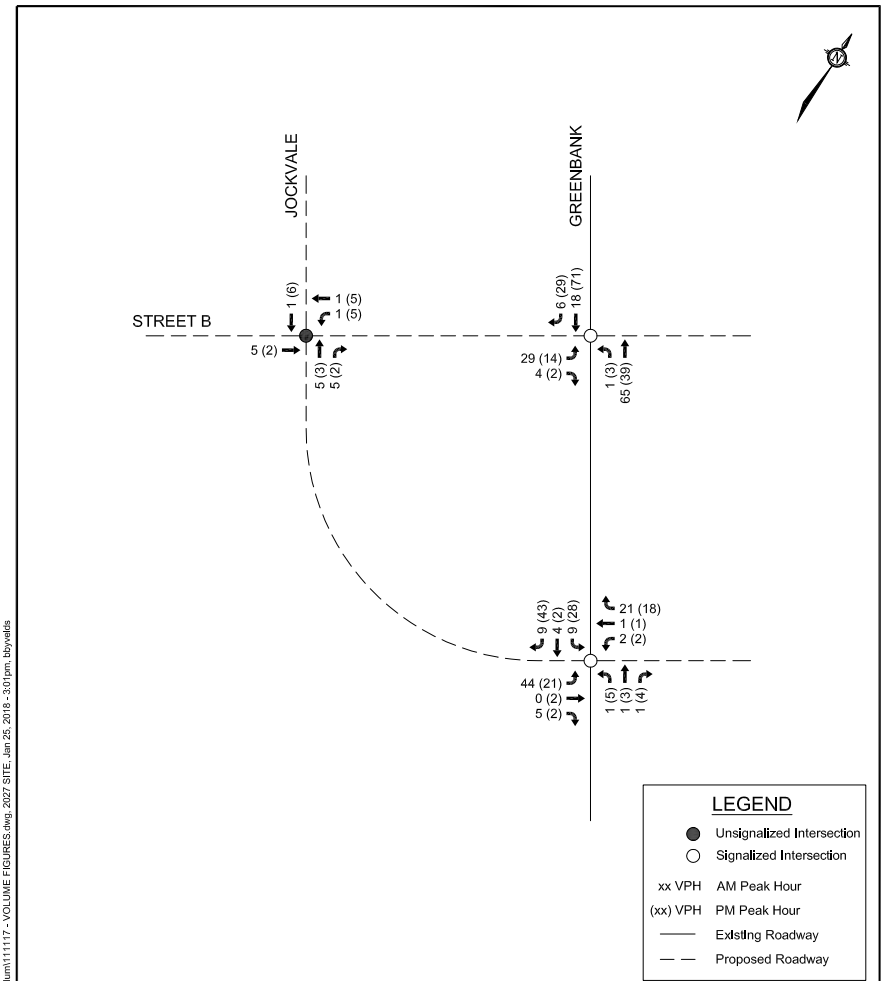 N
JOCKVALE
GREENBANK
STREET B
1 (6)
1 (5)
1 (5)
5 (2)
5 (3)
5 (2)
6 (29)
18 (71)
29 (14)
4 (2)
1 (3)
65 (39)
9 (43)
4 (2)
9 (28)
21 (18)
1 (1)
2 (2)
44 (21)
0 (2)
5 (2)
1 (5)
1 (3)
1 (4)
LEGEND
Unsignalized Intersection
Signalized Intersection
xx VPH AM Peak Hour
(xx) VPH PM Peak Hour
Existing Roadway
Proposed Roadway
lum\111117 - VOLUME FIGURES.dwg, 2027 SITE, Jan 25, 2018 - 3:01pm, bbyvelds